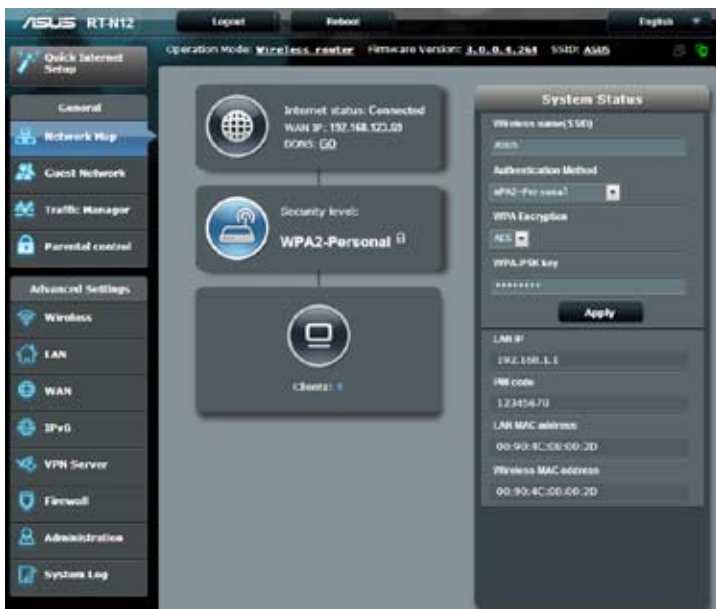 ASUS RT-N12
Logout
Reboot
English
Quick Internet
Setup
Operation Mode: Wireless router Firmware Version: 3.0.0.4.264 SSID: ASUS
General
Network Map
Guest Network
Traffic Manager
Parental control
Advanced Settings
Wireless
LAN
WAN
IPv6
VPN Server
Firewall
Administration
System Log
Internet status: Connected
WAN IP: 192.168.123.69
DDNS: GO
Security level:
WPA2-Personal
Clients: 1
System Status
Wireless name(SSID)
ASUS
Authentication Method
WPA2-Personal
WPA Encryption
AES
WPA-PSK key
********
Apply
LAN IP
192.168.1.1
PIN code
12345670
LAN MAC address
00:90:4C:00:00:2D
Wireless MAC address
00:90:4C:00:00:2D